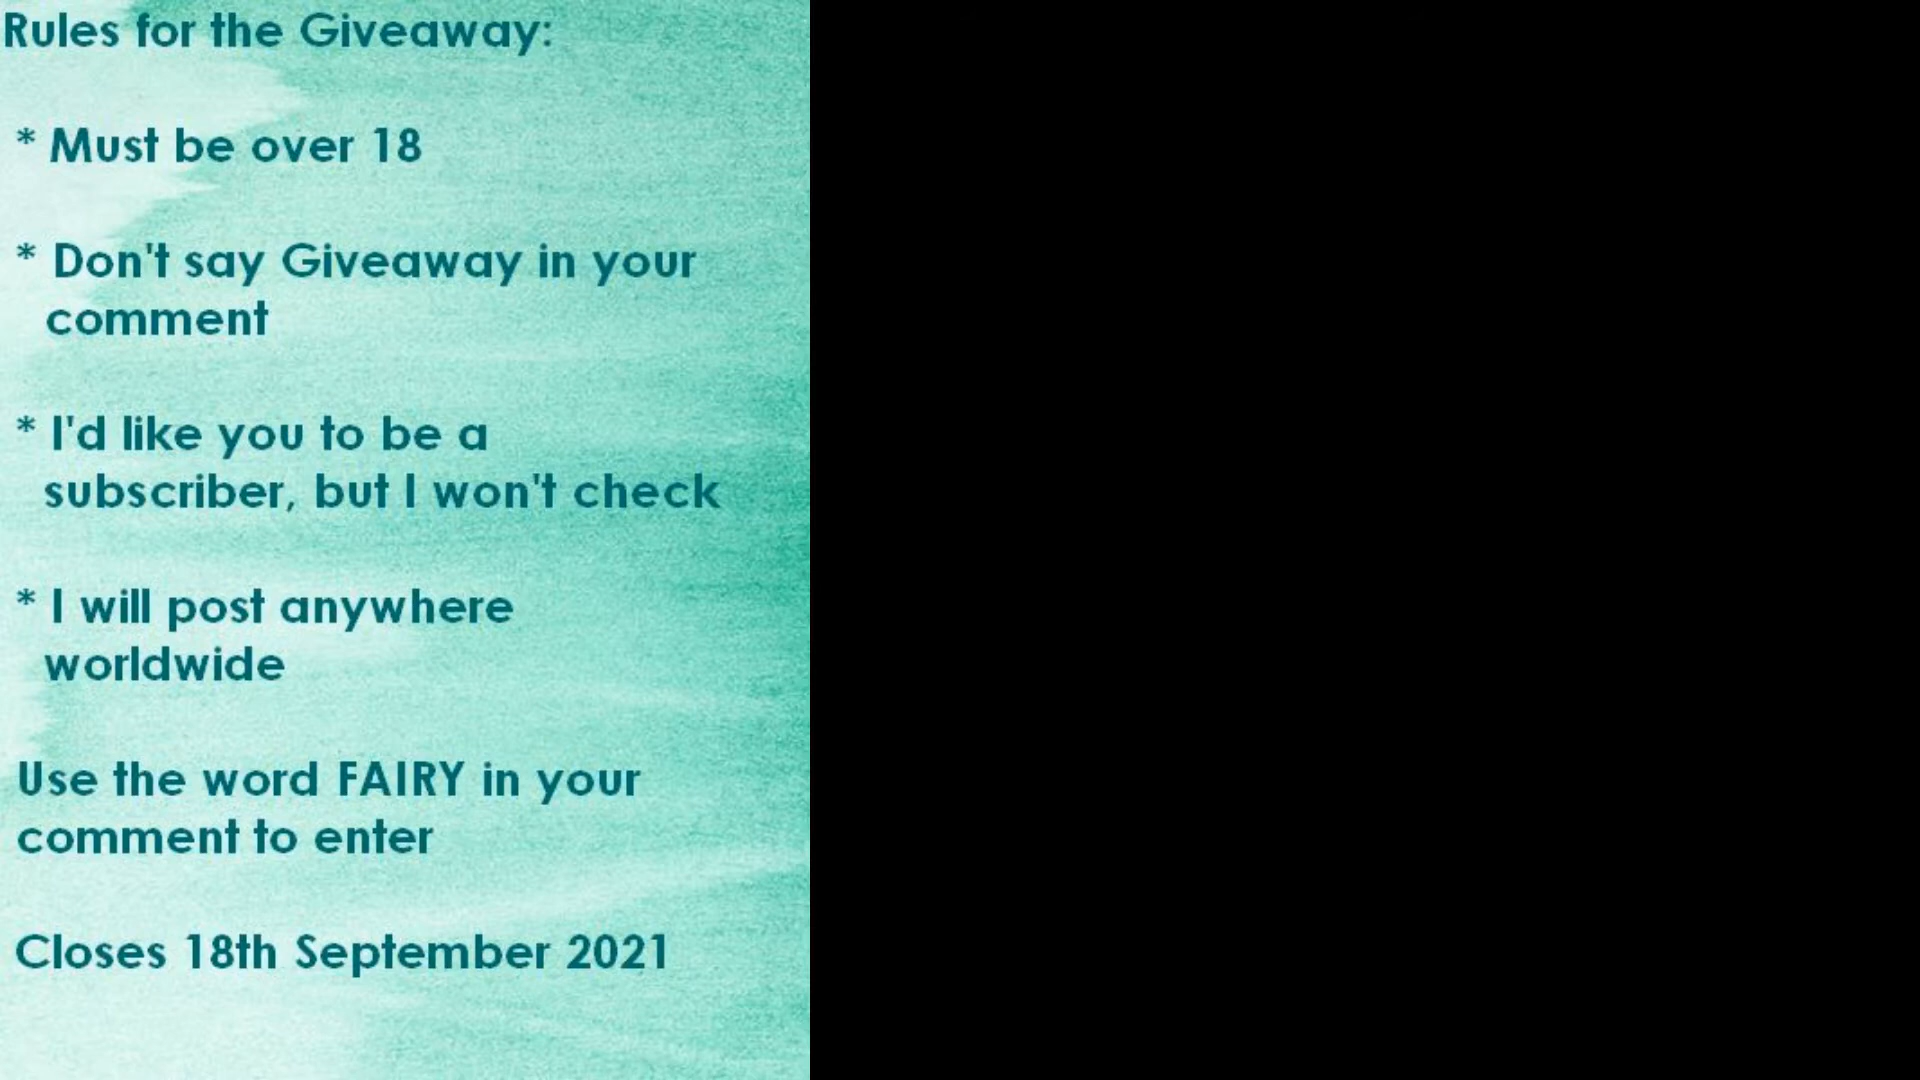 Rules for the Giveaway:
* Must be over 18
* Don't say Giveaway in your
comment
* I'd like you to be a
subscriber, but I won't check
* I will post anywhere
worldwide
Use the word FAIRY in your
comment to enter
Closes 18th September 2021